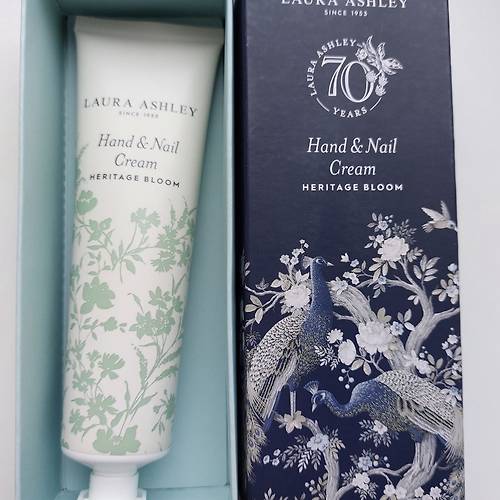 LAURA ASHLEY
SINCE 1953
Hand & Nail
Cream
HERITAGE BLOOM
LAURA ASHLEY
SINCE 1953
LAURA ASHLEY
70
YEARS
Hand & Nail
Cream
HERITAGE BLOOM